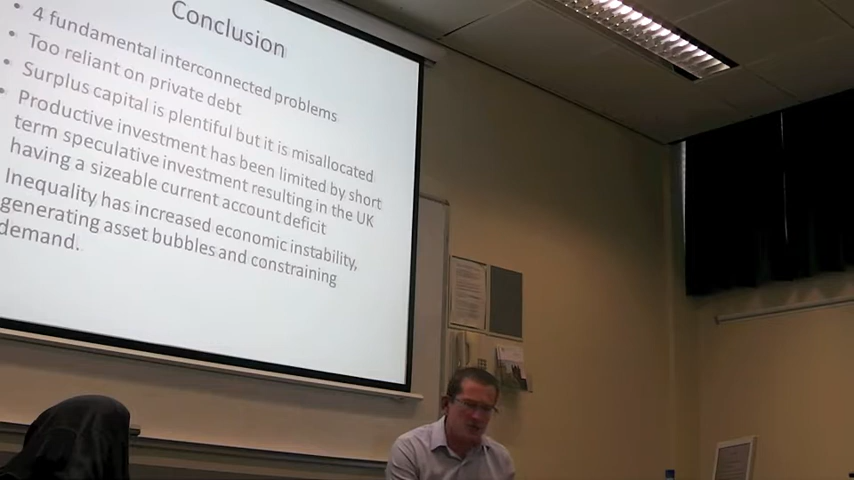 Conclusion
• 4 fundamental interconnected problems
• Too reliant on private debt
• Surplus capital is plentiful but it is misallocated
• Productive investment has been limited by short
term speculative investment resulting in the UK
having a sizeable current account deficit
Inequality has increased economic instability,
generating asset bubbles and constraining
demand.